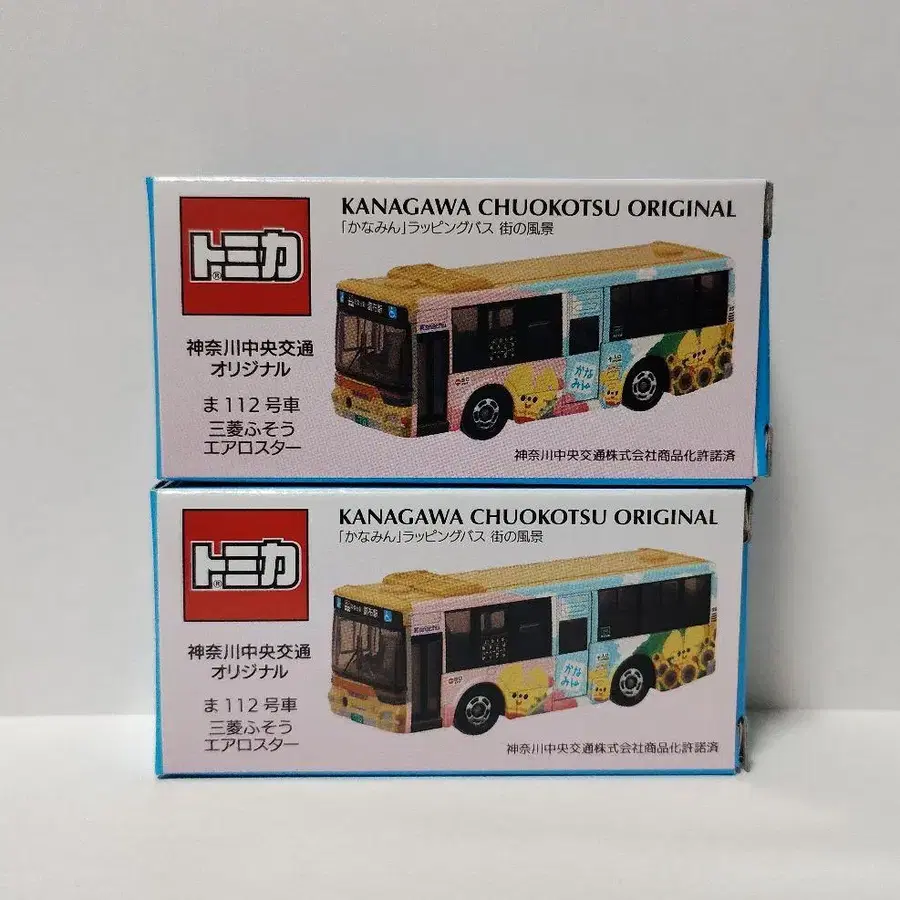 KANAGAWA CHUOKOTSU ORIGINAL
「かなみん」ラッピングバス 街の風景
トミカ®
神奈川中央交通
オリジナル
ま112号車
三菱ふそう
エアロスター
かな
みん
神奈川中央交通株式会社商品化許諾済
KANAGAWA CHUOKOTSU ORIGINAL
「かなみん」ラッピングバス 街の風景
トミカ®
神奈川中央交通
オリジナル
ま112号車
三菱ふそう
エアロスター
かな
みん
神奈川中央交通株式会社商品化許諾済